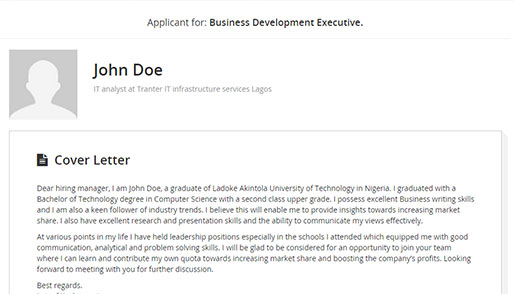 Applicant for: Business Development Executive.
John Doe
IT analyst at Tranter IT infrastructure services Lagos
Cover Letter
Dear hiring manager, I am John Doe, a graduate of Ladoke Akintola University of Technology in Nigeria. I graduated with a
Bachelor of Technology degree in Computer Science with a second class upper grade. I possess excellent Business writing skills
and I am also a keen follower of industry trends. I believe this will enable me to provide insights towards increasing market
share. I also have excellent research and presentation skills and the ability to communicate my views effectively.
At various points in my life I have held leadership positions especially in the schools I attended which equipped me with good
communication, analytical and problem solving skills. I will be glad to be considered for an opportunity to join your team
where I can learn and contribute my own quota towards increasing market share and boosting the company's profits. Looking
forward to meeting with you for further discussion.
Best regards.